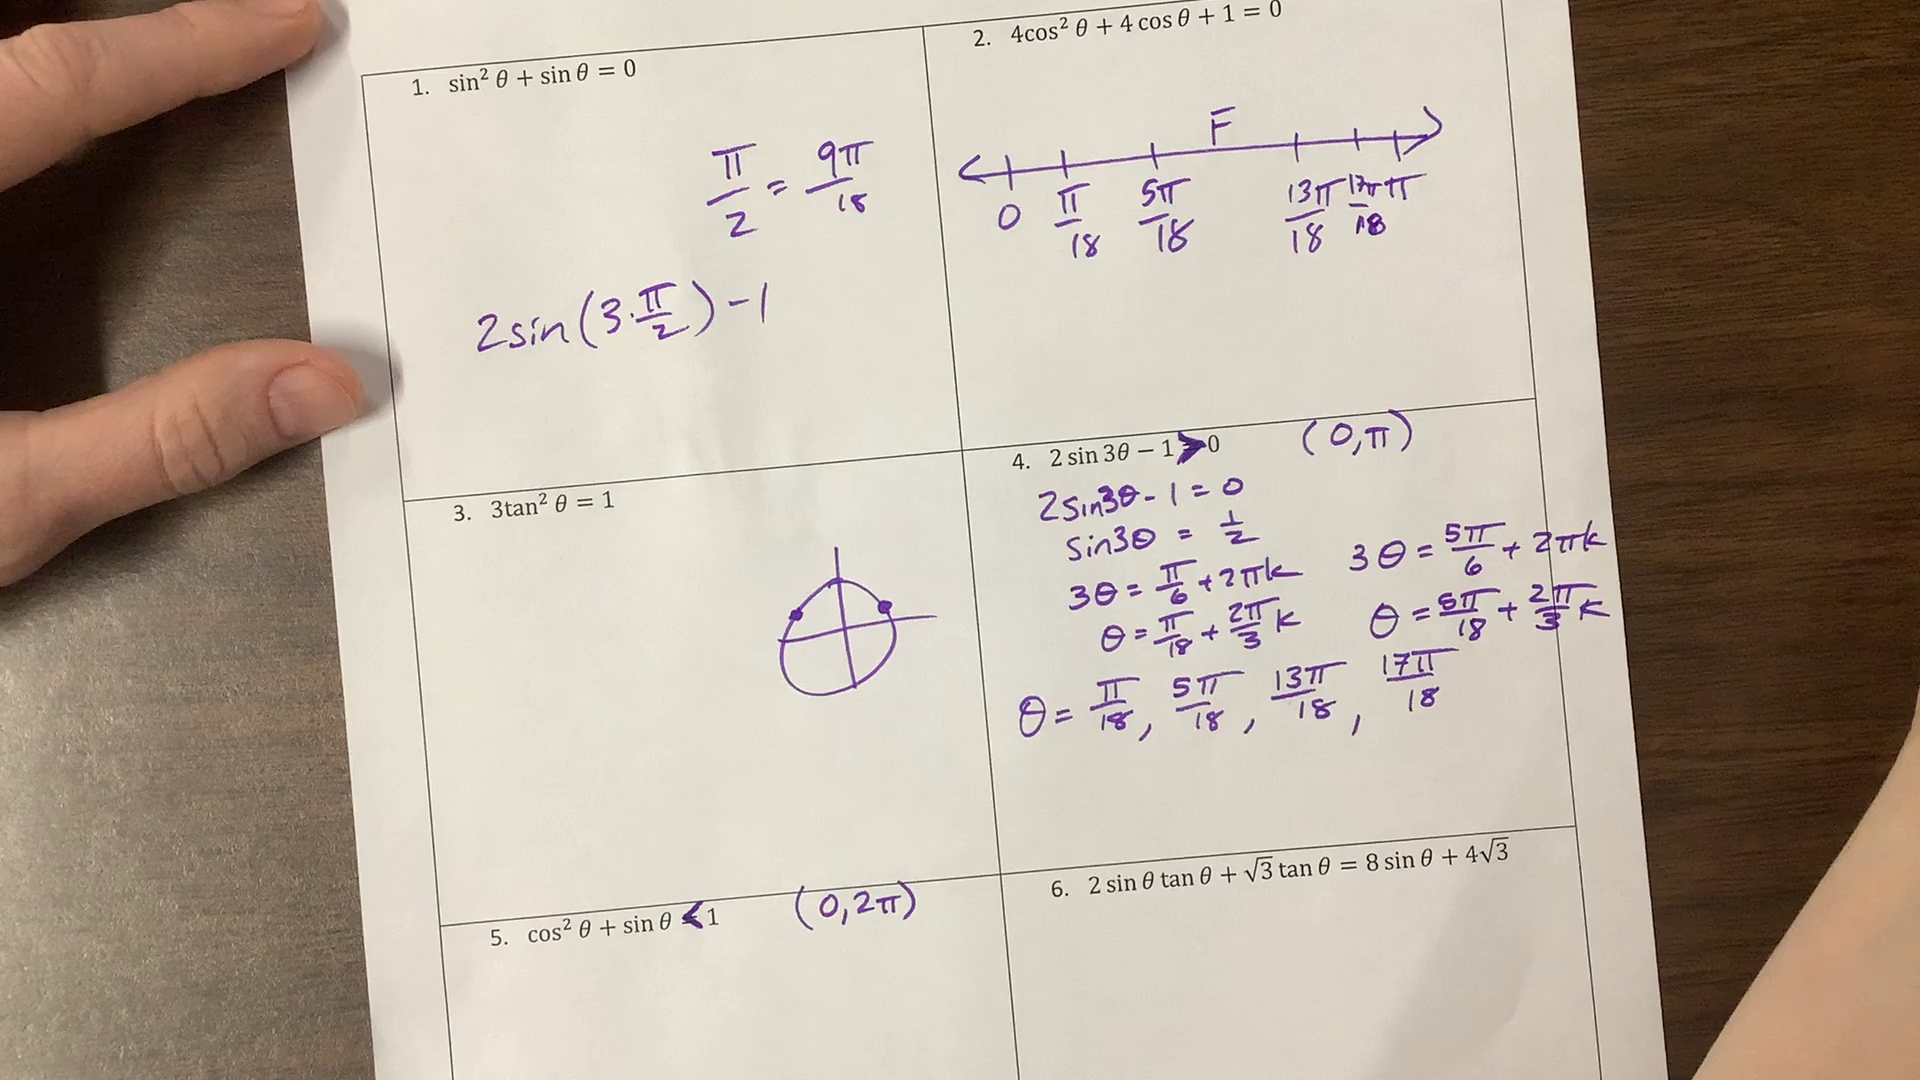 1. sin² θ + sin θ = 0
π/2 = 9π/18
2sin(3·π/2) - 1
2. 4cos² θ + 4 cos θ + 1 = 0
F
0 π/18 5π/18 13π/18 17π/18 π
3. 3tan² θ = 1
4. 2 sin 3θ − 1 > 0 (0,π)
2sin3θ - 1 = 0
sin3θ = 1/2
3θ = π/6 + 2πk 3θ = 5π/6 + 2πk
θ = π/18 + 2π/3 k θ = 5π/18 + 2π/3 k
θ = π/18, 5π/18, 13π/18, 17π/18
5. cos² θ + sin θ < 1 (0,2π)
6. 2 sin θ tan θ + √3 tan θ = 8 sin θ + 4√3